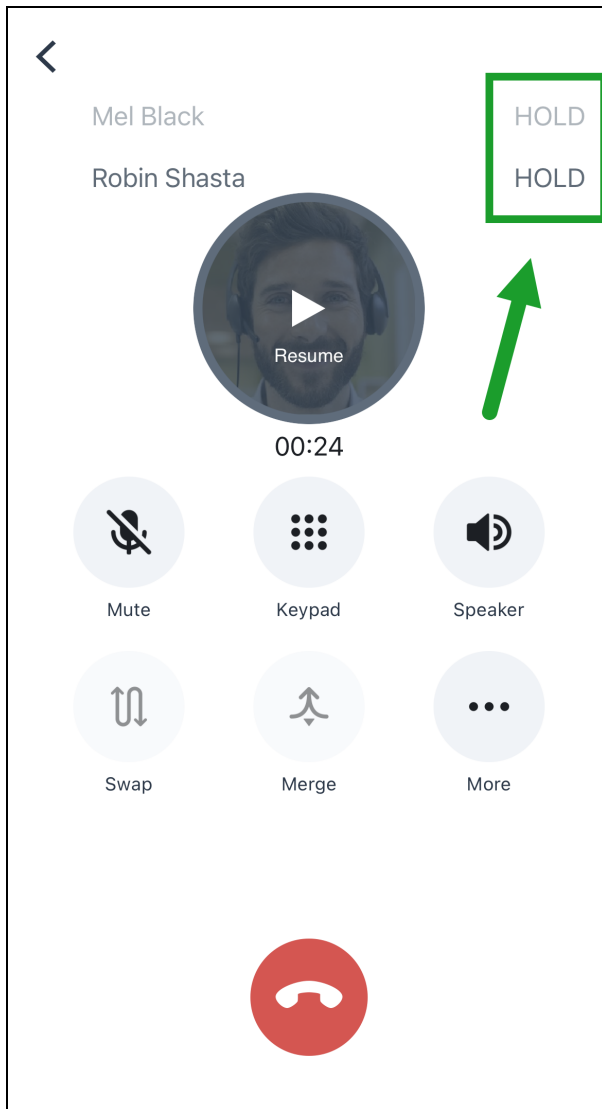 Mel Black HOLD
Robin Shasta HOLD
Resume
00:24
Mute Keypad Speaker
Swap Merge More